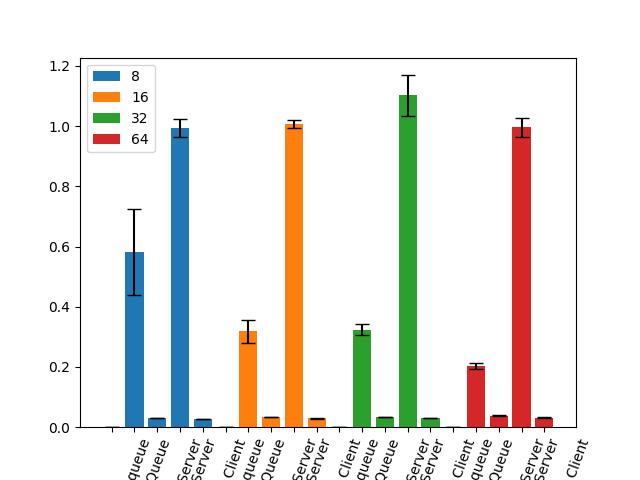 8
16
32
64
1.2
1.0
0.8
0.6
0.4
0.2
0.0
queue
Queue
Server
Server
Client
queue
Queue
Server
Server
Client
queue
Queue
Server
Server
Client
queue
Queue
Server
Server
Client